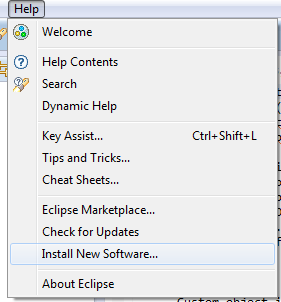 Help
Welcome
Help Contents
Search
Dynamic Help
Key Assist... Ctrl+Shift+L
Tips and Tricks...
Cheat Sheets...
Eclipse Marketplace...
Check for Updates
Install New Software...
About Eclipse